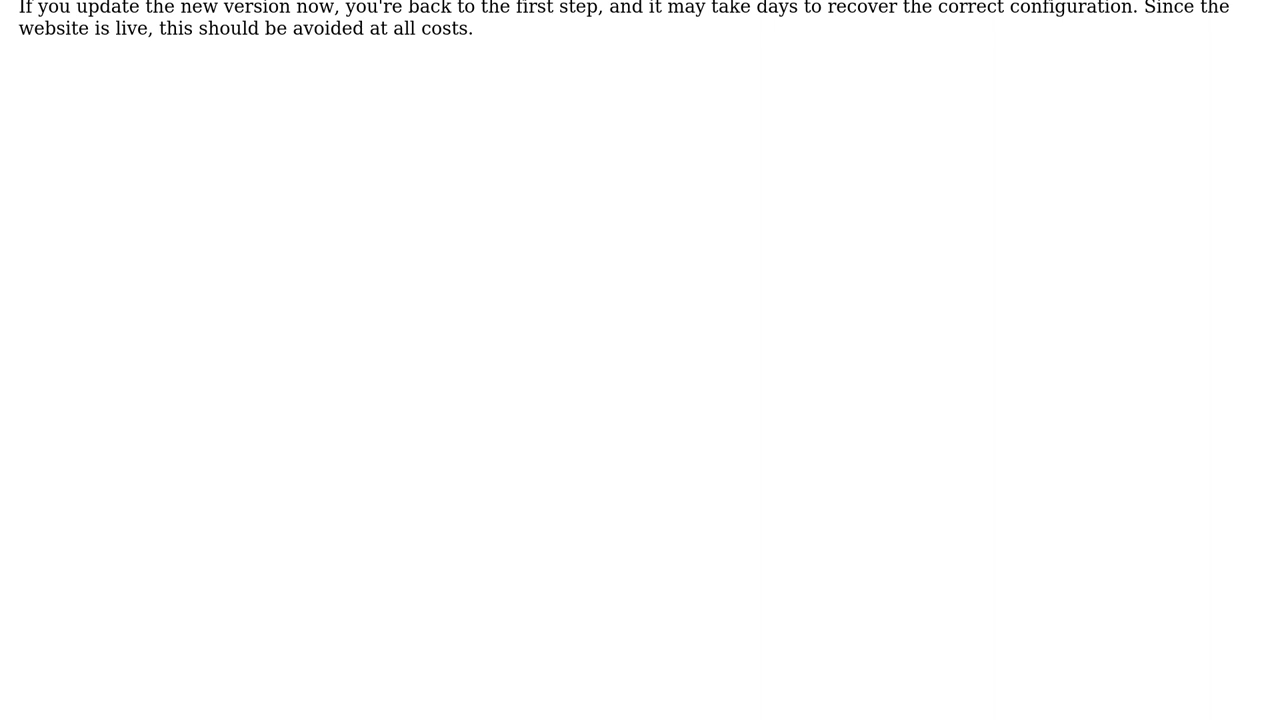 If you update the new version now, you're back to the first step, and it may take days to recover the correct configuration. Since the
website is live, this should be avoided at all costs.